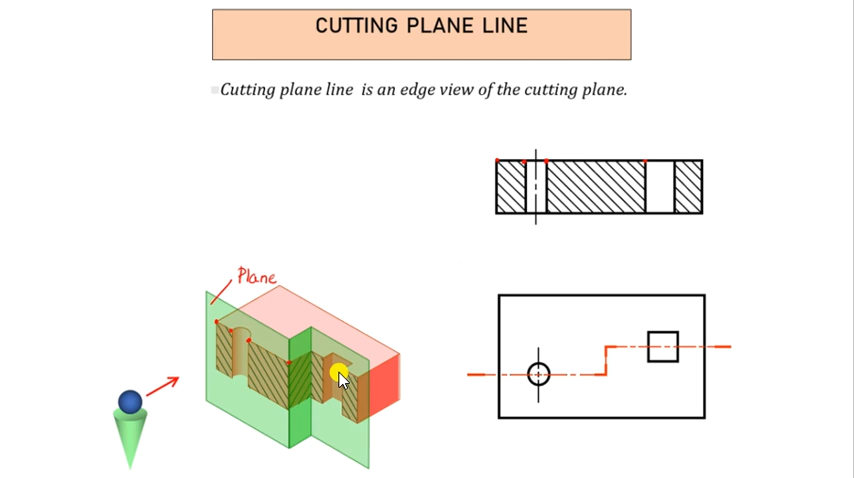 CUTTING PLANE LINE
Cutting plane line is an edge view of the cutting plane.
Plane